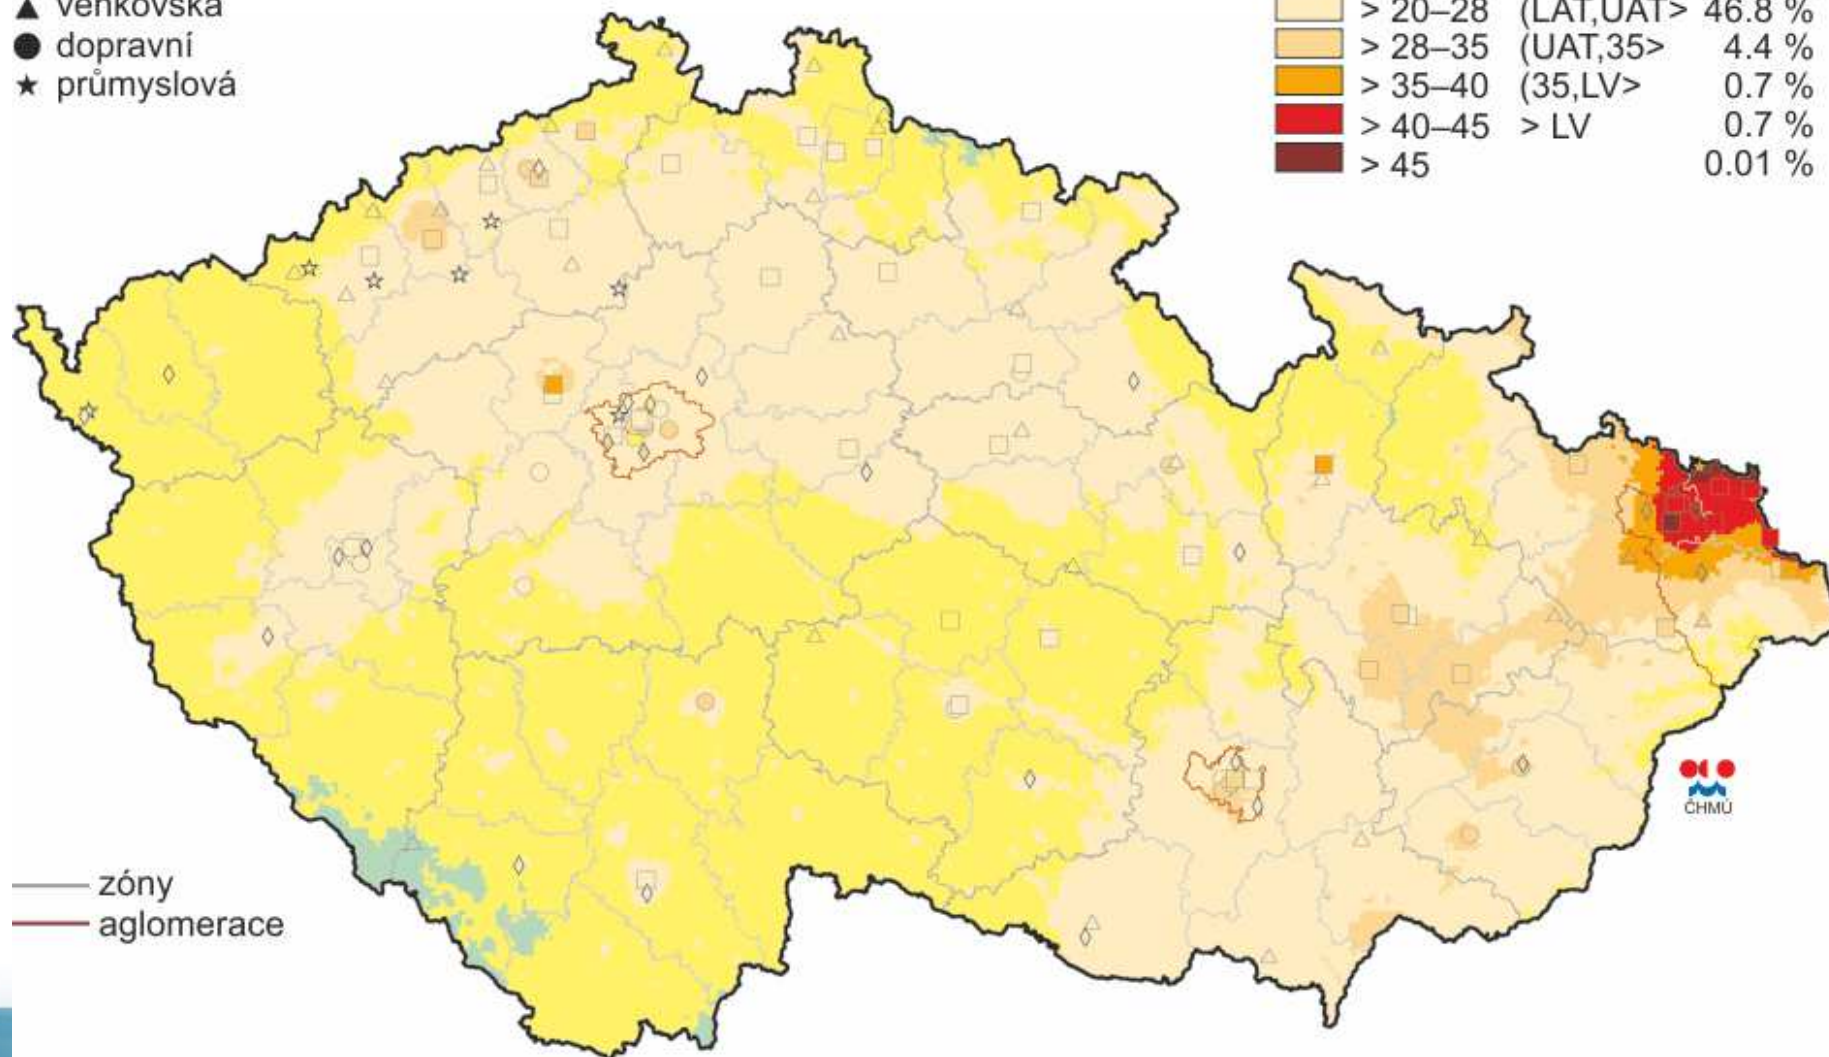 venkovská
dopravní
průmyslová
> 20–28 (LAT,UAT> 46.8 %
> 28–35 (UAT,35> 4.4 %
> 35–40 (35,LV> 0.7 %
> 40–45 > LV 0.7 %
> 45 0.01 %
ČHMÚ
zóny
aglomerace